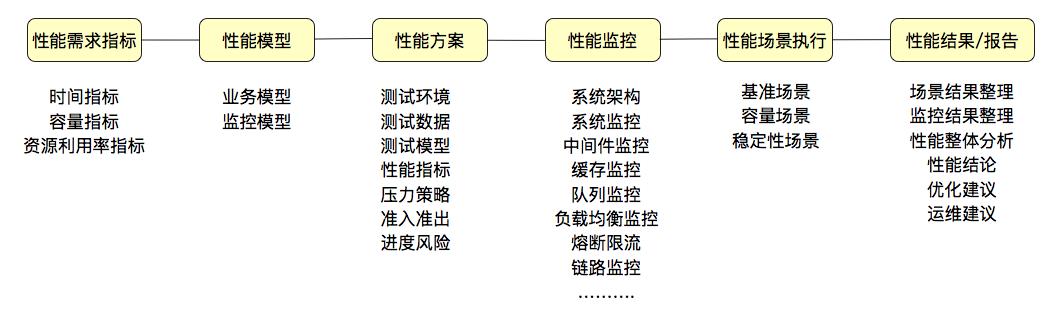 性能需求指标
性能模型
性能方案
性能监控
性能场景执行
性能结果/报告
时间指标
容量指标
资源利用率指标
业务模型
监控模型
测试环境
测试数据
测试模型
性能指标
压力策略
准入准出
进度风险
系统架构
系统监控
中间件监控
缓存监控
队列监控
负载均衡监控
熔断限流
链路监控
..........
基准场景
容量场景
稳定性场景
场景结果整理
监控结果整理
性能整体分析
性能结论
优化建议
运维建议